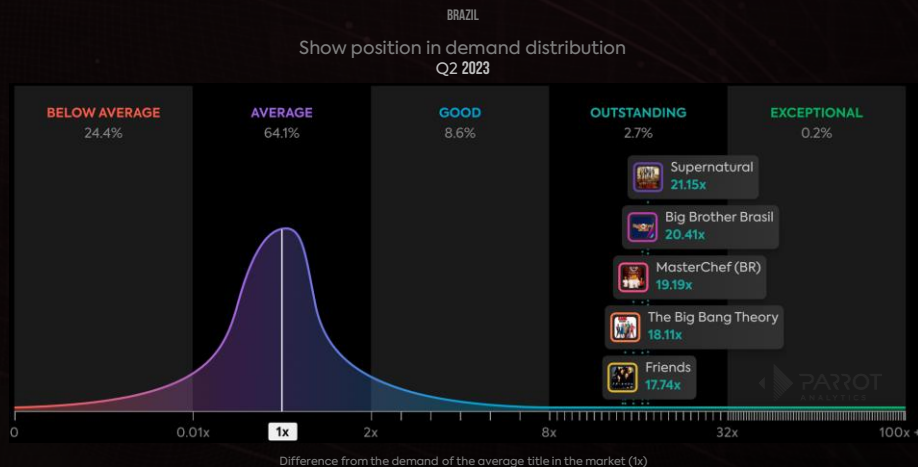 BRAZIL
Show position in demand distribution
Q2 2023
BELOW AVERAGE
24.4%
AVERAGE
64.1%
GOOD
8.6%
OUTSTANDING
2.7%
EXCEPTIONAL
0.2%
Supernatural
21.15x
Big Brother Brasil
20.41x
MasterChef (BR)
19.19x
The Big Bang Theory
18.11x
Friends
17.74x
PARROT
ANALYTICS
0 0.01x 1x 2x 8x 32x 100x +
Difference from the demand of the average title in the market (1x)